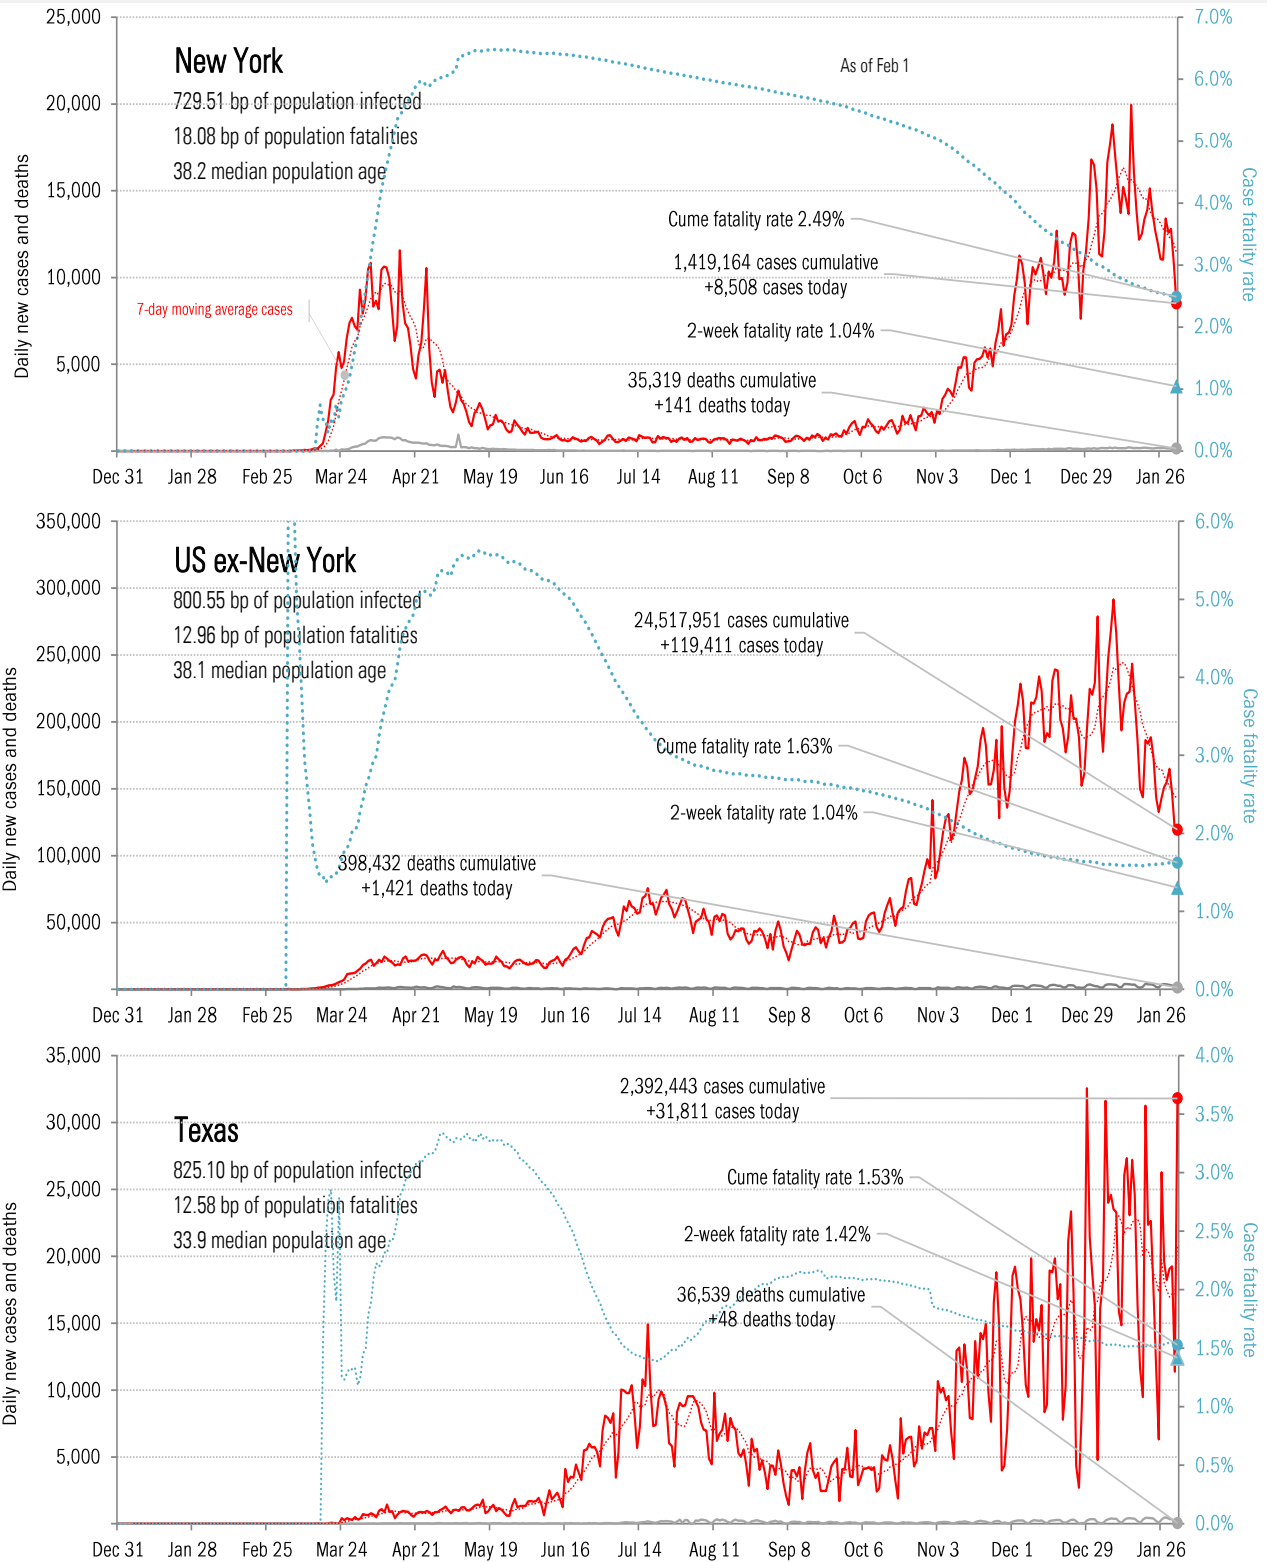 25,000
7.0%
New York
As of Feb 1
729.51 bp of population infected
6.0%
20,000
18.08 bp of population fatalities
5.0%
38.2 median population age
15,000
4.0%
Cume fatality rate 2.49%
1,419,164 cases cumulative
+8,508 cases today
10,000
3.0%
7-day moving average cases
2-week fatality rate 1.04%
2.0%
5,000
35,319 deaths cumulative
+141 deaths today
1.0%
0.0%
Daily new cases and deaths
Case fatality rate
Dec 31 Jan 28 Feb 25 Mar 24 Apr 21 May 19 Jun 16 Jul 14 Aug 11 Sep 8 Oct 6 Nov 3 Dec 1 Dec 29 Jan 26
350,000
6.0%
US ex-New York
300,000
800.55 bp of population infected
5.0%
12.96 bp of population fatalities
24,517,951 cases cumulative
+119,411 cases today
250,000
38.1 median population age
4.0%
200,000
Cume fatality rate 1.63%
3.0%
150,000
2-week fatality rate 1.04%
2.0%
100,000
398,432 deaths cumulative
+1,421 deaths today
50,000
1.0%
0.0%
Daily new cases and deaths
Case fatality rate
Dec 31 Jan 28 Feb 25 Mar 24 Apr 21 May 19 Jun 16 Jul 14 Aug 11 Sep 8 Oct 6 Nov 3 Dec 1 Dec 29 Jan 26
35,000
4.0%
2,392,443 cases cumulative
+31,811 cases today
3.5%
30,000
Texas
825.10 bp of population infected
3.0%
Cume fatality rate 1.53%
25,000
12.58 bp of population fatalities
2.5%
2-week fatality rate 1.42%
33.9 median population age
20,000
2.0%
36,539 deaths cumulative
+48 deaths today
15,000
1.5%
10,000
1.0%
5,000
0.5%
0.0%
Daily new cases and deaths
Case fatality rate
Dec 31 Jan 28 Feb 25 Mar 24 Apr 21 May 19 Jun 16 Jul 14 Aug 11 Sep 8 Oct 6 Nov 3 Dec 1 Dec 29 Jan 26